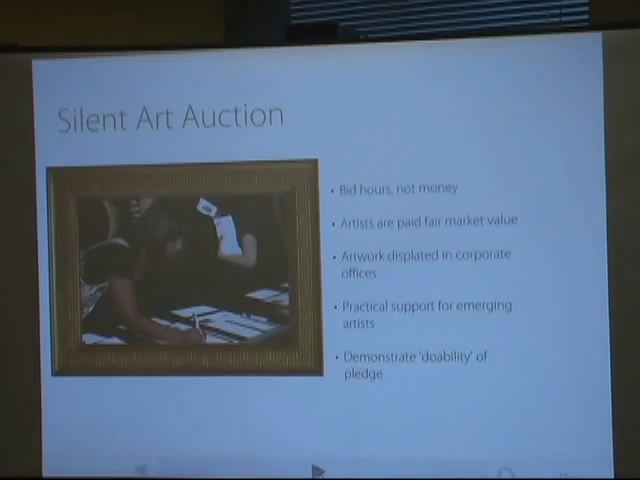 Silent Art Auction
• Bid hours, not money
• Artists are paid fair market value
• Artwork displated in corporate
offices
• Practical support for emerging
artists
• Demonstrate 'doability' of
pledge